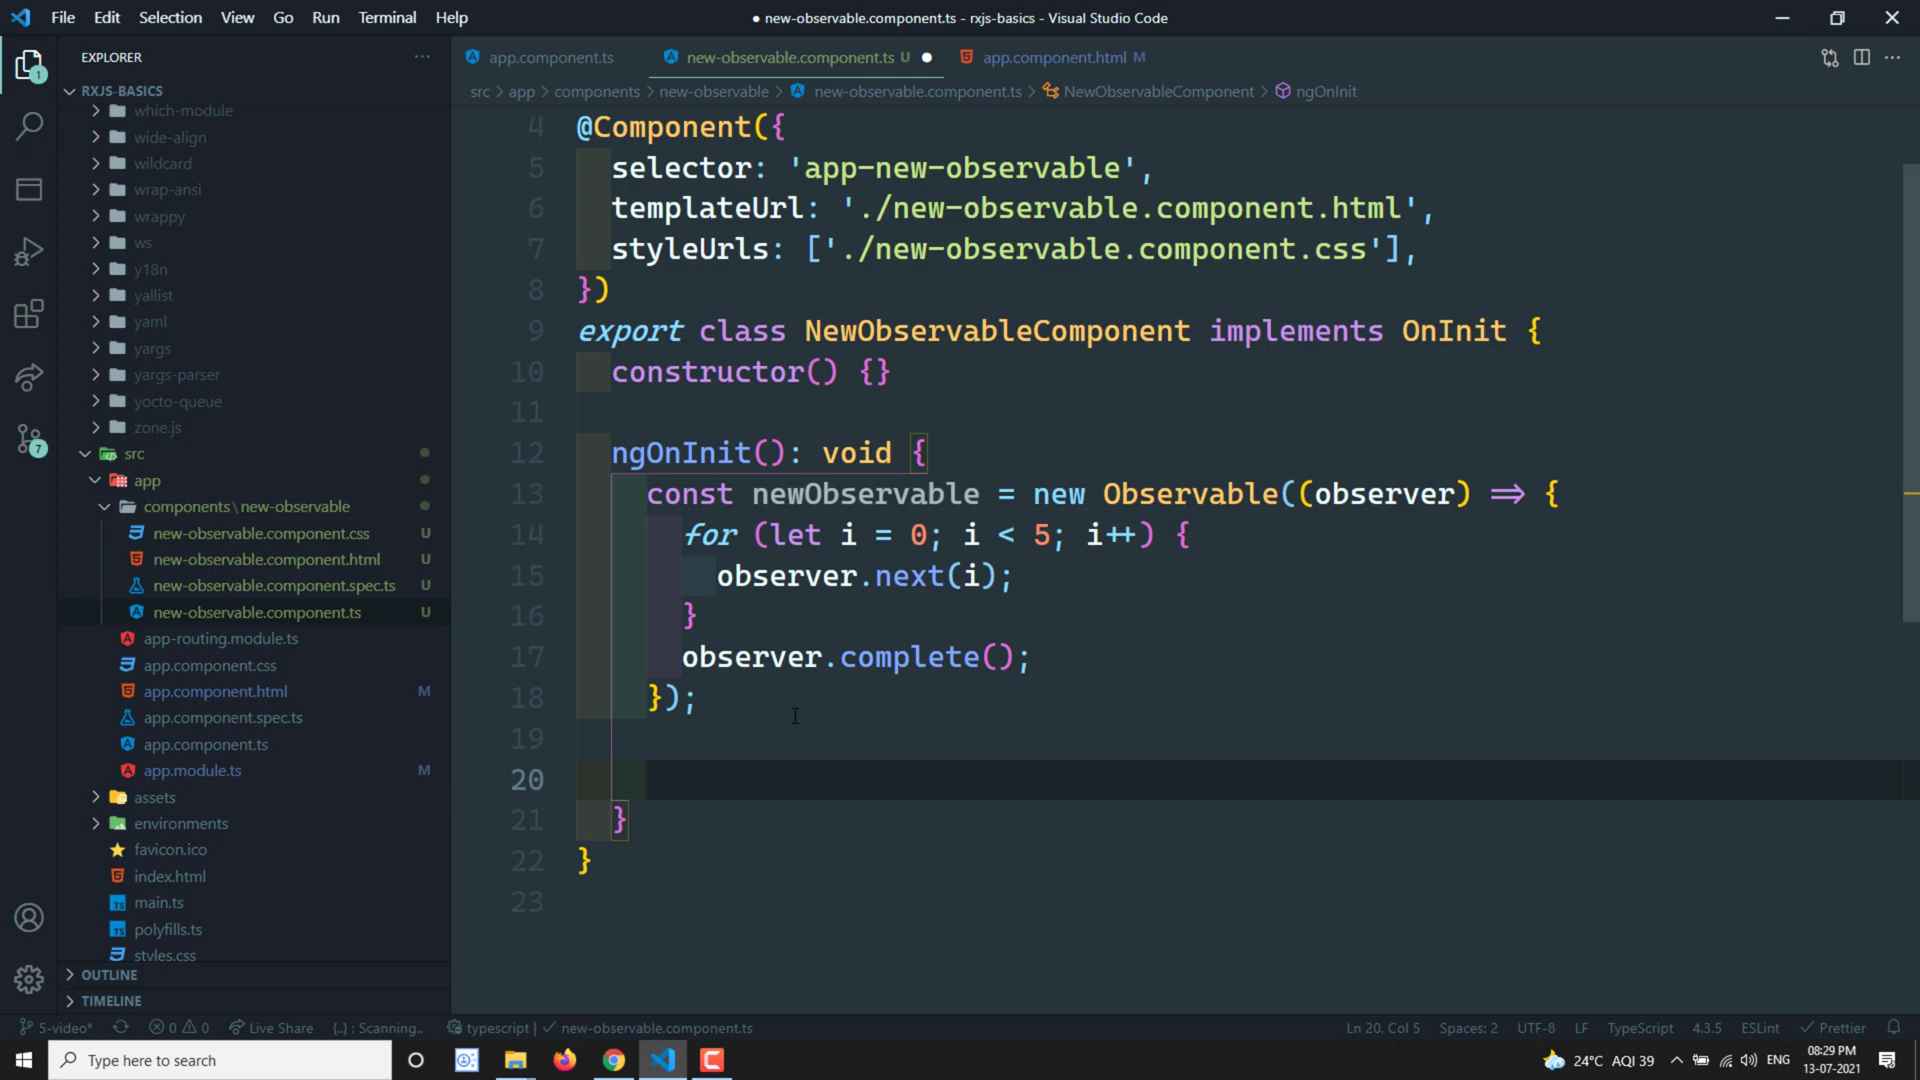 File Edit Selection View Go Run Terminal Help
● new-observable.component.ts - rxjs-basics - Visual Studio Code
EXPLORER
RXJS-BASICS
which-module
wide-align
wildcard
wrap-ansi
wrappy
ws
y18n
yallist
yaml
yargs
yargs-parser
yocto-queue
zone.js
src
app
components\new-observable
new-observable.component.css U
new-observable.component.html U
new-observable.component.spec.ts U
new-observable.component.ts U
app-routing.module.ts
app.component.css
app.component.html M
app.component.spec.ts
app.component.ts
app.module.ts M
assets
environments
favicon.ico
index.html
main.ts
polyfills.ts
styles.css
OUTLINE
TIMELINE
1
7
app.component.ts new-observable.component.ts U ● app.component.html M
src > app > components > new-observable > new-observable.component.ts > NewObservableComponent > ngOnInit
4 @Component({
5 selector: 'app-new-observable',
6 templateUrl: './new-observable.component.html',
7 styleUrls: ['./new-observable.component.css'],
8 })
9 export class NewObservableComponent implements OnInit {
10 constructor() {}
11
12 ngOnInit(): void {
13 const newObservable = new Observable((observer) => {
14 for (let i = 0; i < 5; i++) {
15 observer.next(i);
16 }
17 observer.complete();
18 });
19
20
21 }
22 }
23
5-video* 0 0 Live Share {..} : Scanning.. typescript | ✓ new-observable.component.ts Ln 20, Col 5 Spaces: 2 UTF-8 LF TypeScript 4.3.5 ESLint ✓ Prettier
Type here to search
24°C AQI 39 ENG 08:29 PM
13-07-2021